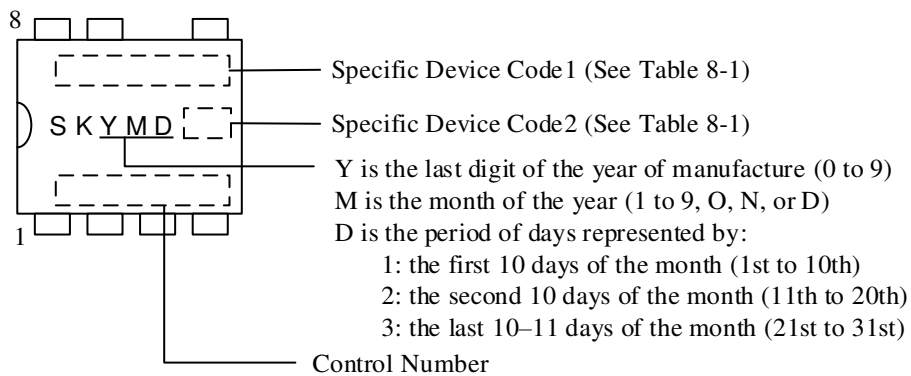 8
Specific Device Code1 (See Table 8-1)
S K Y M D
Specific Device Code2 (See Table 8-1)
Y is the last digit of the year of manufacture (0 to 9)
M is the month of the year (1 to 9, O, N, or D)
1
D is the period of days represented by:
1: the first 10 days of the month (1st to 10th)
2: the second 10 days of the month (11th to 20th)
3: the last 10–11 days of the month (21st to 31st)
Control Number